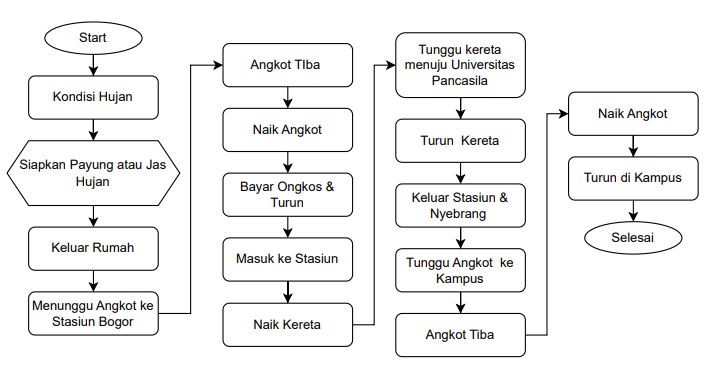 Start
Kondisi Hujan
Siapkan Payung atau Jas
Hujan
Keluar Rumah
Menunggu Angkot ke
Stasiun Bogor
Angkot TIba
Naik Angkot
Bayar Ongkos &
Turun
Masuk ke Stasiun
Naik Kereta
Tunggu kereta
menuju Universitas
Pancasila
Turun Kereta
Keluar Stasiun &
Nyebrang
Tunggu Angkot ke
Kampus
Angkot Tiba
Naik Angkot
Turun di Kampus
Selesai